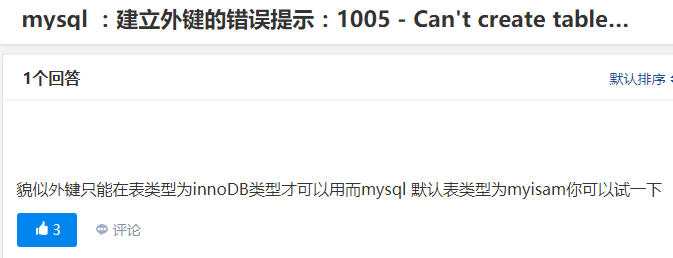 mysql ：建立外键的错误提示：1005 - Can't create table…
1个回答
默认排序
貌似外键只能在表类型为innoDB类型才可以用而mysql 默认表类型为myisam你可以试一下
3
评论